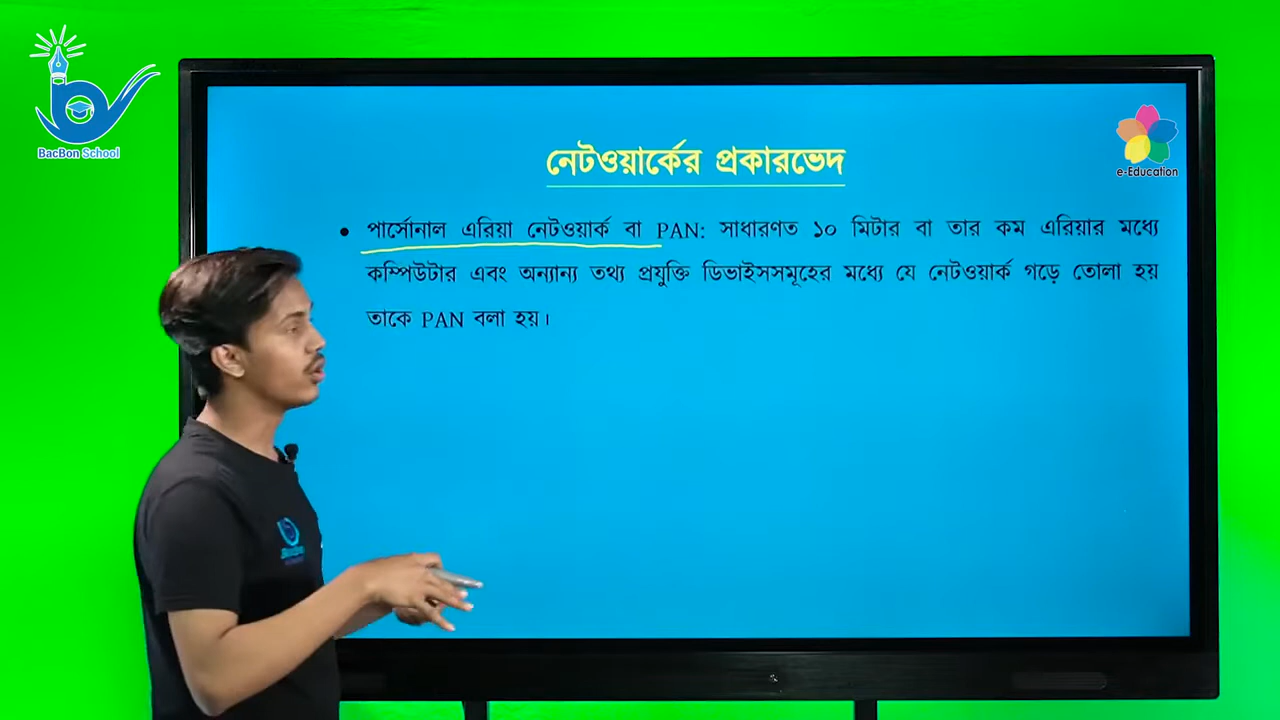 BacBon School
e-Education
নেটওয়ার্কের প্রকারভেদ
• পার্সোনাল এরিয়া নেটওয়ার্ক বা PAN: সাধারণত ১০ মিটার বা তার কম এরিয়ার মধ্যে
কম্পিউটার এবং অন্যান্য তথ্য প্রযুক্তি ডিভাইসসমূহের মধ্যে যে নেটওয়ার্ক গড়ে তোলা হয়
তাকে PAN বলা হয়।